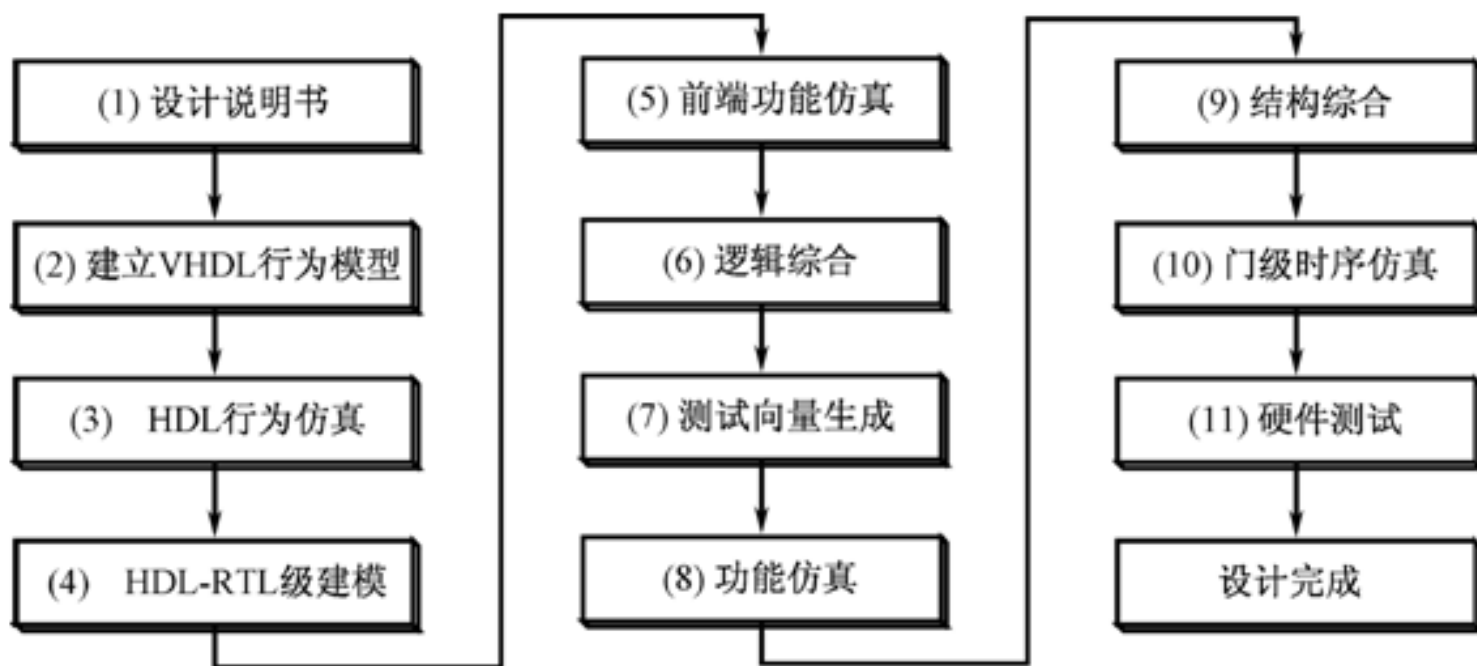 (1) 设计说明书
(2) 建立VHDL行为模型
(3) HDL行为仿真
(4) HDL-RTL级建模
(5) 前端功能仿真
(6) 逻辑综合
(7) 测试向量生成
(8) 功能仿真
(9) 结构综合
(10) 门级时序仿真
(11) 硬件测试
设计完成